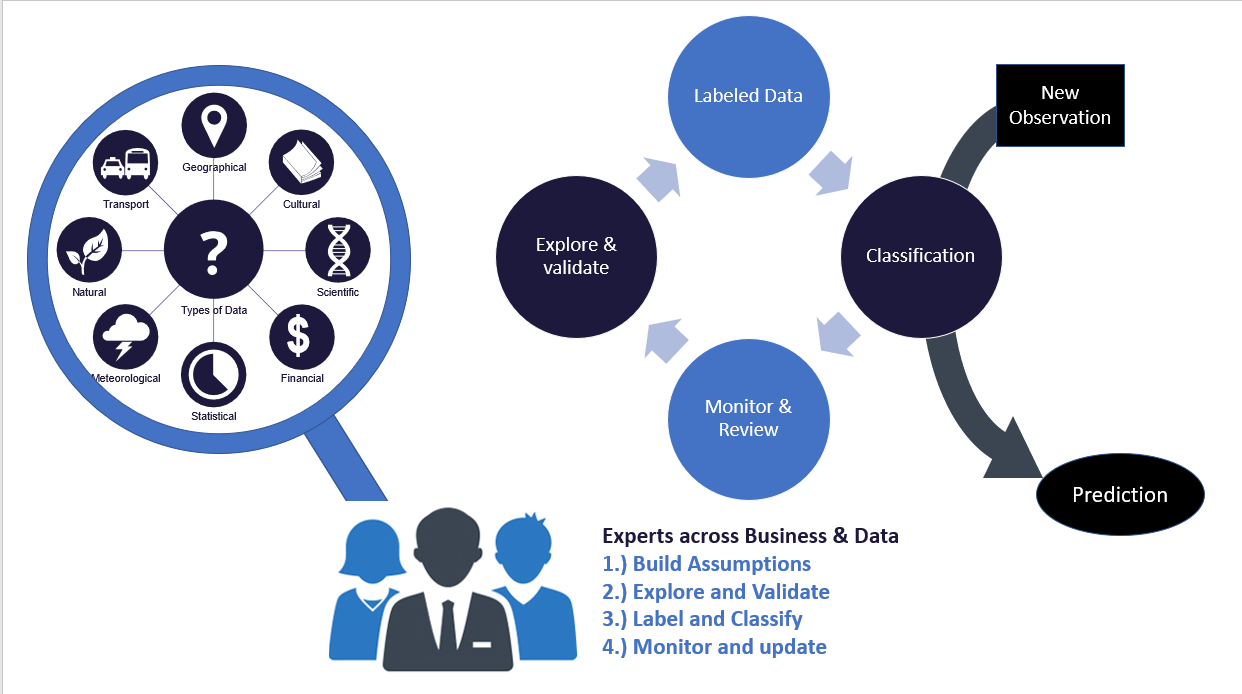 Geographical
Transport
Cultural
?
Natural
Scientific
Types of Data
Meteorological
$
Financial
Statistical
Labeled Data
New
Observation
Explore &
validate
Classification
Monitor &
Review
Prediction
Experts across Business & Data
1.) Build Assumptions
2.) Explore and Validate
3.) Label and Classify
4.) Monitor and update